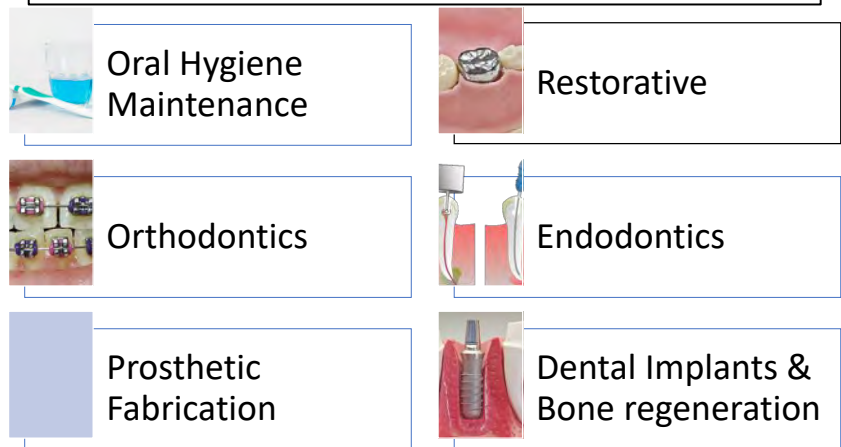 Oral Hygiene
Maintenance
Restorative
Orthodontics
Endodontics
Prosthetic
Fabrication
Dental Implants &
Bone regeneration